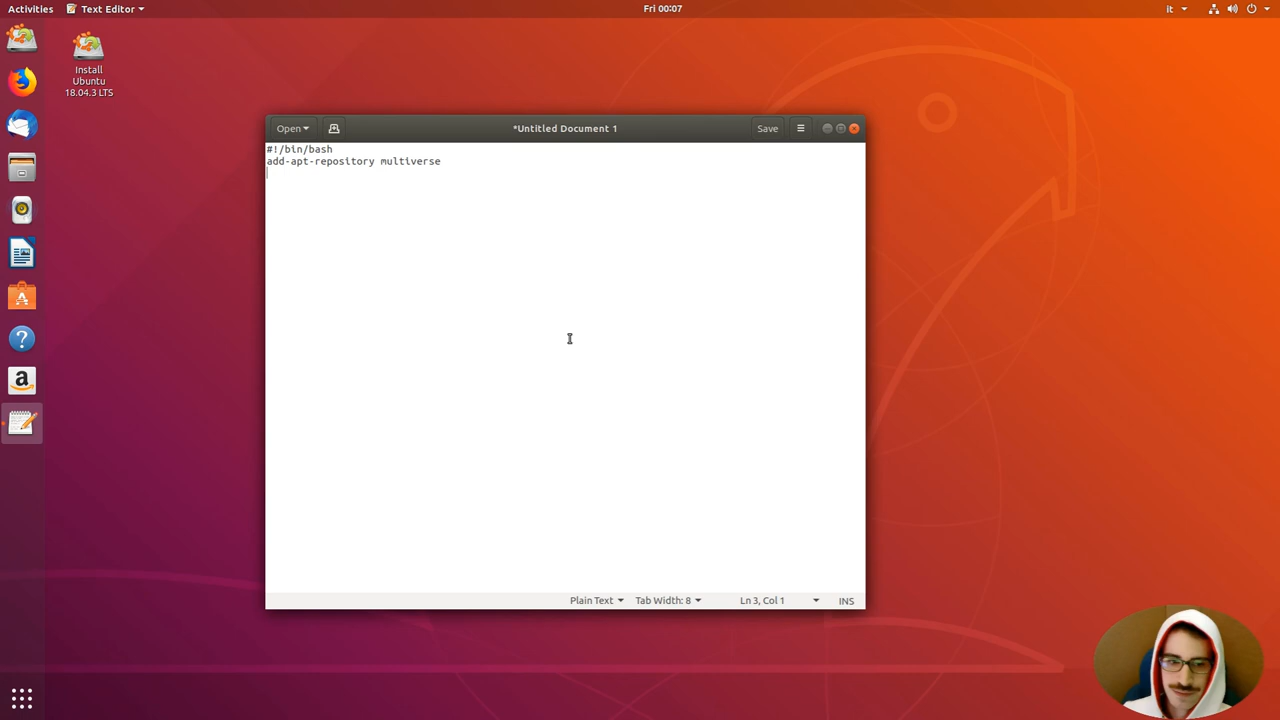 Activities
Text Editor
Fri 00:07
it
Install
Ubuntu
18.04.3 LTS
Open
*Untitled Document 1
Save
#!/bin/bash
add-apt-repository multiverse
Plain Text
Tab Width: 8
Ln 3, Col 1
INS